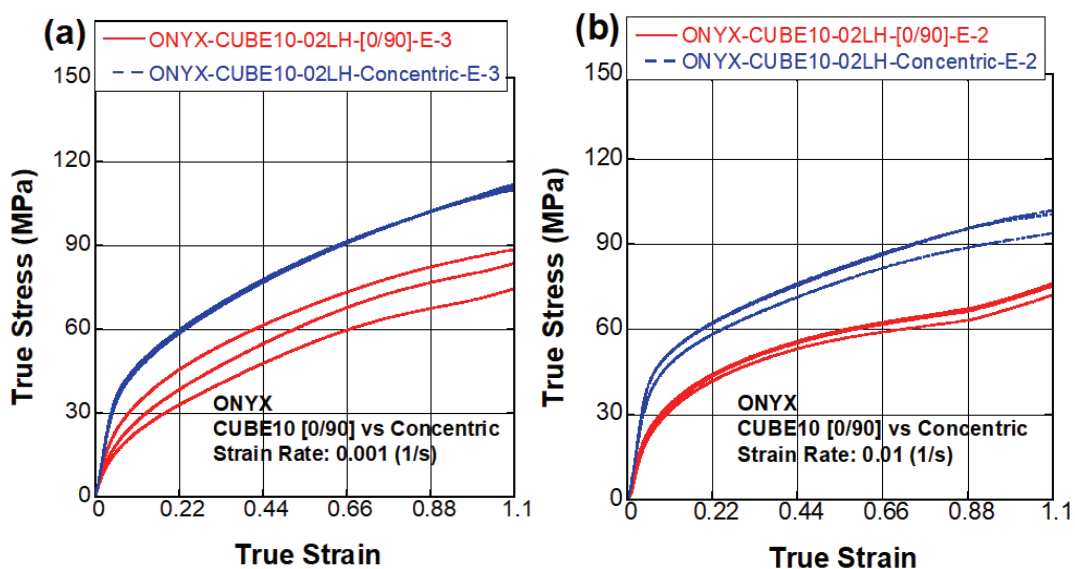 (a)
ONYX-CUBE10-02LH-[0/90]-E-3
ONYX-CUBE10-02LH-Concentric-E-3
150
120
90
60
30
0
True Stress (MPa)
ONYX
CUBE10 [0/90] vs Concentric
Strain Rate: 0.001 (1/s)
0
0.22
0.44
0.66
0.88
1.1
True Strain
(b)
ONYX-CUBE10-02LH-[0/90]-E-2
ONYX-CUBE10-02LH-Concentric-E-2
150
120
90
60
30
0
True Stress (MPa)
ONYX
CUBE10 [0/90] vs Concentric
Strain Rate: 0.01 (1/s)
0
0.22
0.44
0.66
0.88
1.1
True Strain